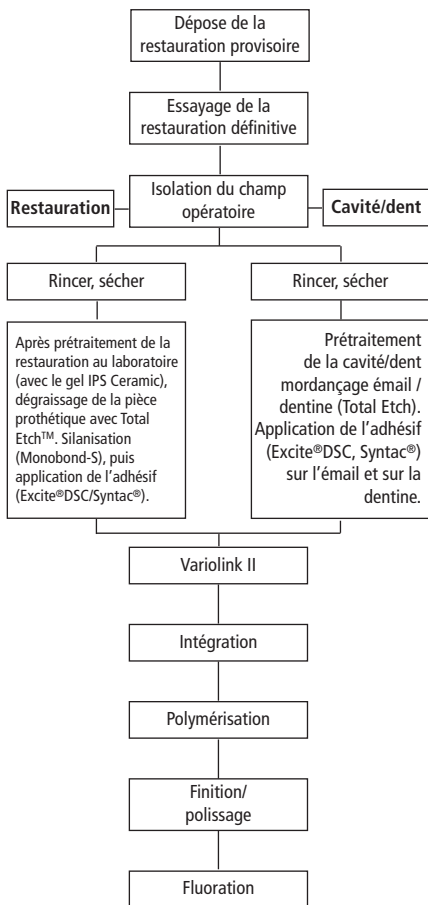 Dépose de la
restauration provisoire
Essayage de la
restauration définitive
Restauration
Isolation du champ
opératoire
Cavité/dent
Rincer, sécher
Rincer, sécher
Après prétraitement de la
restauration au laboratoire
(avec le gel IPS Ceramic),
dégraissage de la pièce
prothétique avec Total
Etch™. Silanisation
(Monobond-S), puis
application de l'adhésif
(Excite®DSC/Syntac®).
Prétraitement
de la cavité/dent
mordançage émail /
dentine (Total Etch).
Application de l'adhésif
(Excite®DSC, Syntac®)
sur l'émail et sur la
dentine.
Variolink II
Intégration
Polymérisation
Finition/
polissage
Fluoration